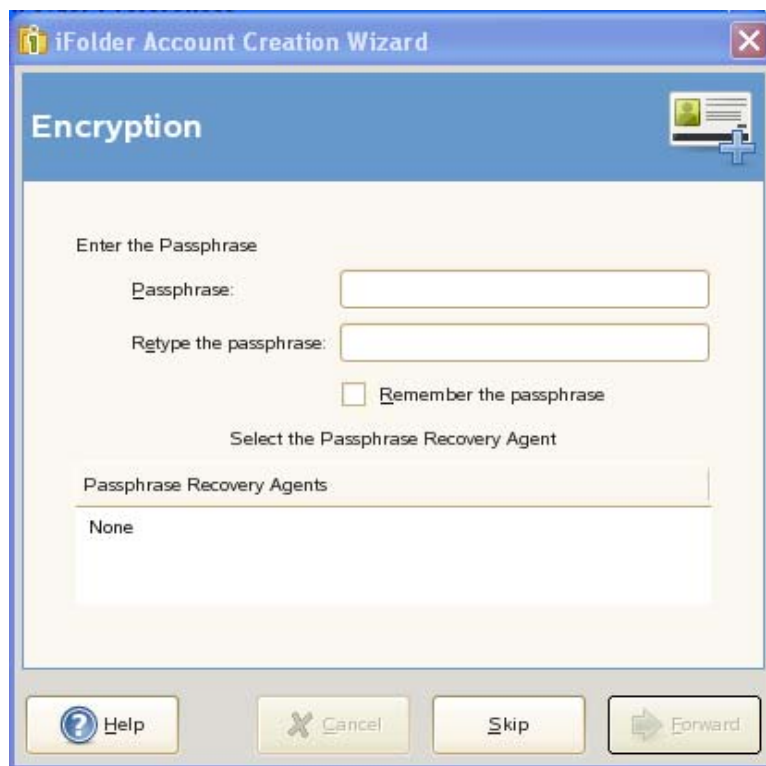 iFolder Account Creation Wizard
Encryption
Enter the Passphrase
Passphrase:
Retype the passphrase:
Remember the passphrase
Select the Passphrase Recovery Agent
Passphrase Recovery Agents
None
Help
Cancel
Skip
Forward